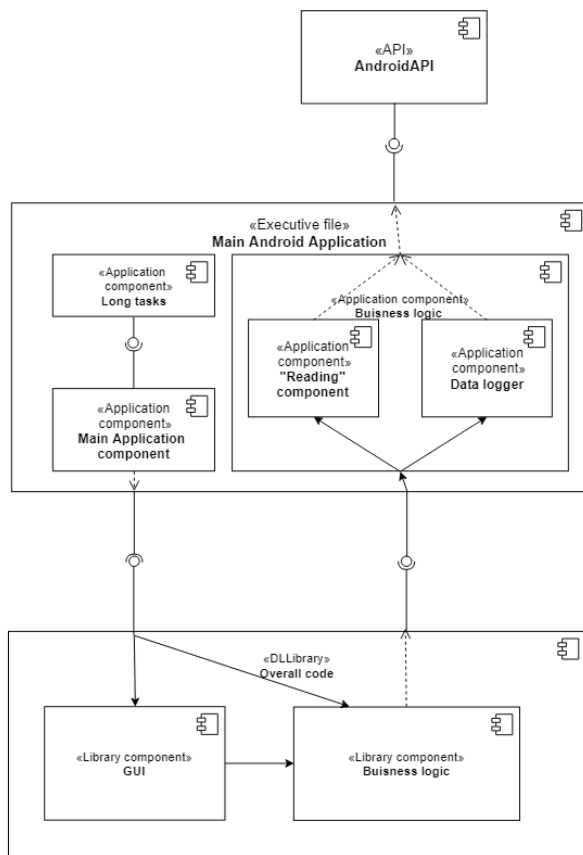 «API»
AndroidAPI
«Executive file»
Main Android Application
«Application
component»
Long tasks
«Application component»
Buisness logic
«Application
component»
"Reading"
component
«Application
component»
Data logger
«Application
component»
Main Application
component
«DLLibrary»
Overall code
«Library component»
GUI
«Library component»
Buisness logic